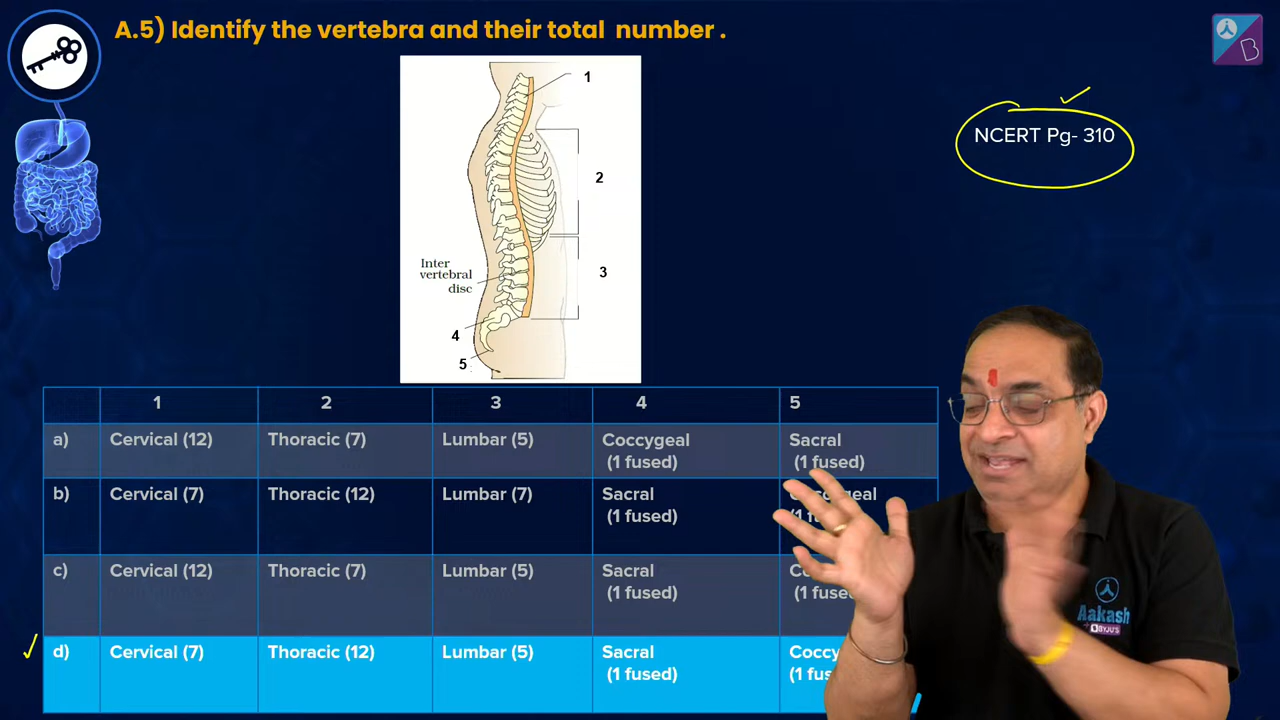 A.5) Identify the vertebra and their total number .
NCERT Pg- 310
1
2
3
Inter
vertebral
disc
4
5
1 2 3 4 5
a) Cervical (12) Thoracic (7) Lumbar (5) Coccygeal (1 fused) Sacral (1 fused)
b) Cervical (7) Thoracic (12) Lumbar (7) Sacral (1 fused)
c) Cervical (12) Thoracic (7) Lumbar (5) Sacral (1 fused)
d) Cervical (7) Thoracic (12) Lumbar (5) Sacral (1 fused)
Aakash
BYJU'S
B